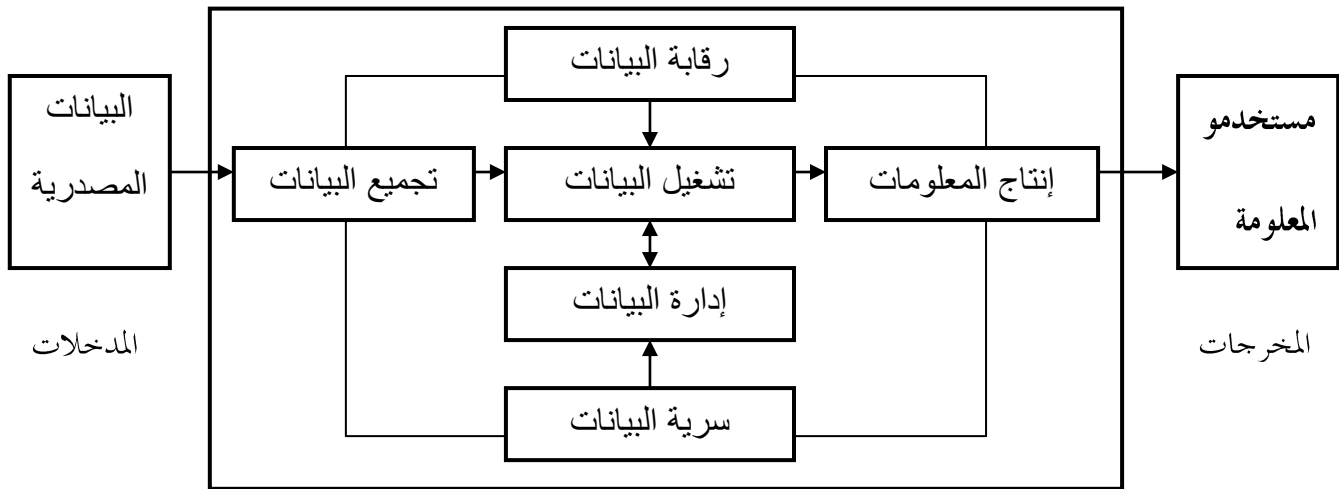 رقابة البيانات
البيانات
المصدرية
تجميع البيانات
تشغيل البيانات
إنتاج المعلومات
مستخدمو
المعلومة
إدارة البيانات
المدخلات
المخرجات
سرية البيانات